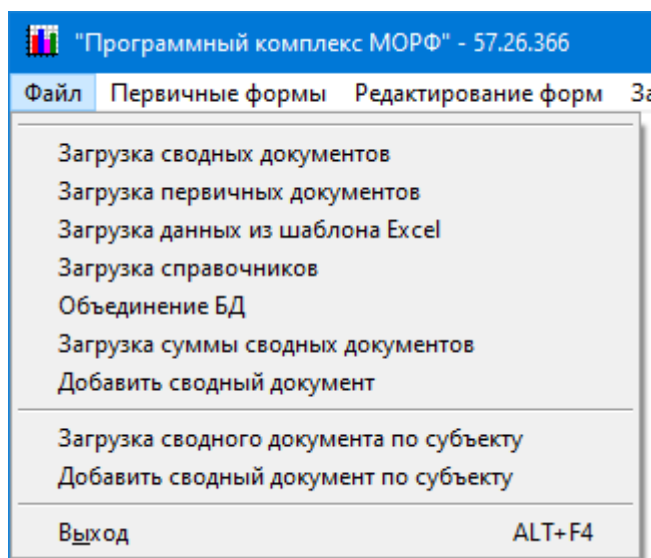 "Программный комплекс МОРФ" - 57.26.366
Файл Первичные формы Редактирование форм
Загрузка сводных документов
Загрузка первичных документов
Загрузка данных из шаблона Excel
Загрузка справочников
Объединение БД
Загрузка суммы сводных документов
Добавить сводный документ
Загрузка сводного документа по субъекту
Добавить сводный документ по субъекту
Выход ALT+F4